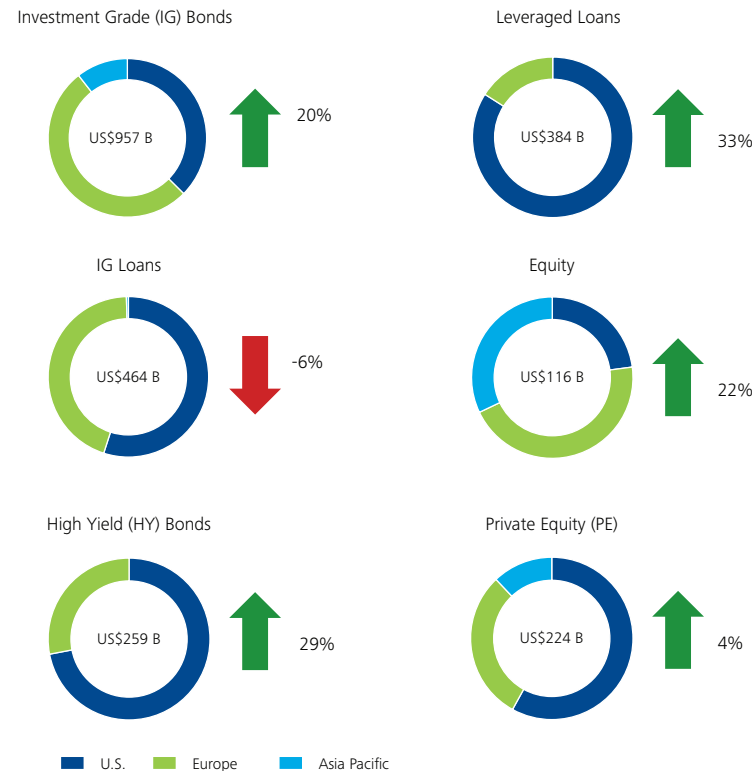 Investment Grade (IG) Bonds
US$957 B
20%
Leveraged Loans
US$384 B
33%
IG Loans
US$464 B
-6%
Equity
US$116 B
22%
High Yield (HY) Bonds
US$259 B
29%
Private Equity (PE)
US$224 B
4%
U.S. Europe Asia Pacific